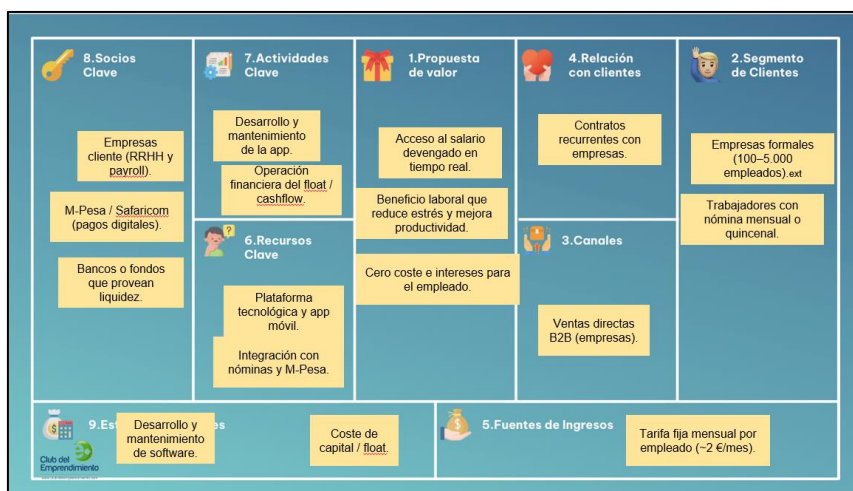 8.Socios
Clave
Empresas
cliente (RRHH y
payroll).
M-Pesa / Safaricom
(pagos digitales).
Bancos o fondos
que provean
liquidez.
7.Actividades
Clave
Desarrollo y
mantenimiento
de la app.
Operación
financiera del float /
cashflow.
6.Recursos
Clave
Plataforma
tecnológica y app
móvil.
Integración con
nóminas y M-Pesa.
1.Propuesta
de valor
Acceso al salario
devengado en
tiempo real.
Beneficio laboral que
reduce estrés y mejora
productividad.
Cero coste e intereses para
el empleado.
4.Relación
con clientes
Contratos
recurrentes con
empresas.
3.Canales
Ventas directas
B2B (empresas).
2.Segmento
de Clientes
Empresas formales
(100–5.000
empleados).ext
Trabajadores con
nómina mensual o
quincenal.
9.Es
es
Desarrollo y
mantenimiento
de software.
Coste de
capital / float.
Club del
Emprendimiento
5.Fuentes de Ingresos
Tarifa fija mensual por
empleado (~2 €/mes).